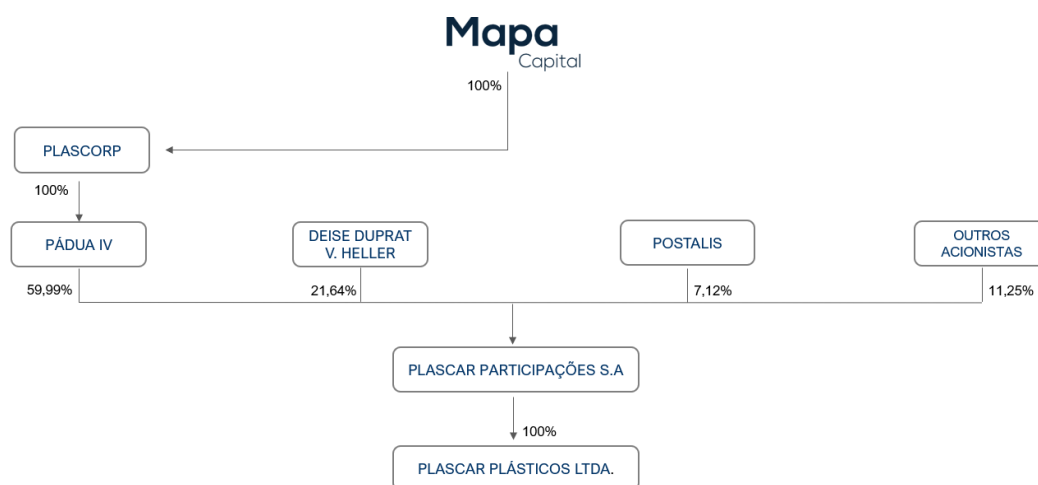 Mapa
Capital
100%
PLASCORP
100%
PÁDUA IV
DEISE DUPRAT
V. HELLER
POSTALIS
OUTROS
ACIONISTAS
59,99%
21,64%
7,12%
11,25%
PLASCAR PARTICIPAÇÕES S.A
100%
PLASCAR PLÁSTICOS LTDA.